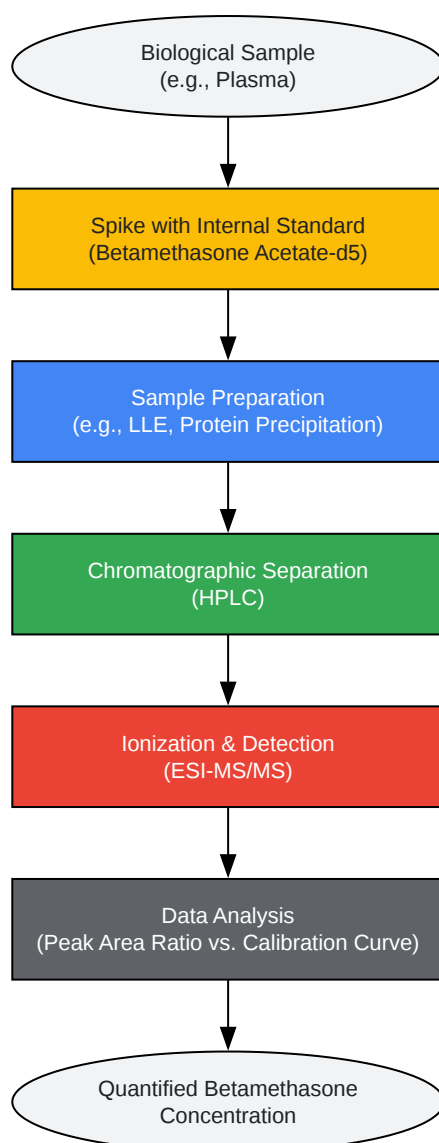 Biological Sample
(e.g., Plasma)
Spike with Internal Standard
(Betamethasone Acetate-d5)
Sample Preparation
(e.g., LLE, Protein Precipitation)
Chromatographic Separation
(HPLC)
Ionization & Detection
(ESI-MS/MS)
Data Analysis
(Peak Area Ratio vs. Calibration Curve)
Quantified Betamethasone
Concentration